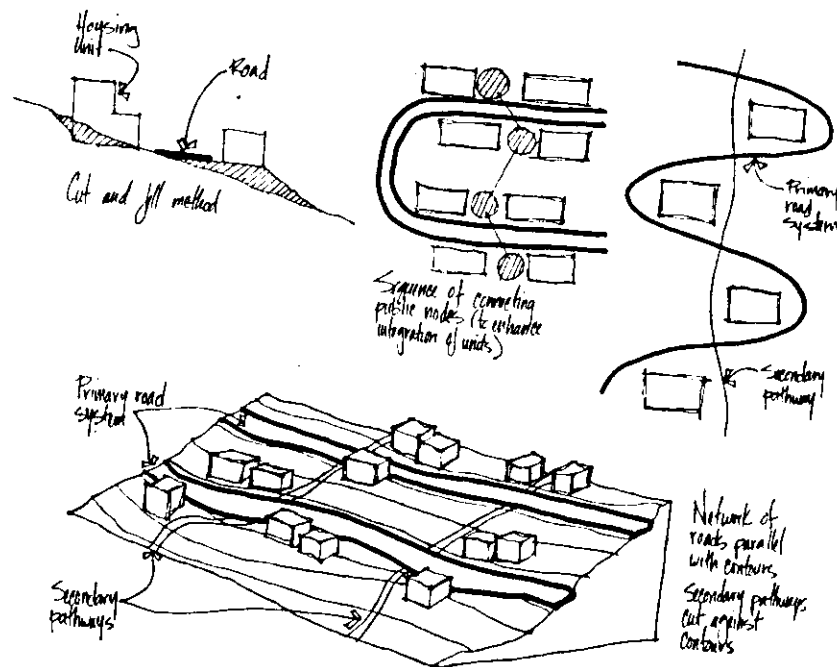 Housing
Unit
Road
Cut and fill method
Sequence of connecting
public nodes (to enhance
integration of units)
Primary
road
system
Secondary
pathway
Primary road
system
Secondary
pathways
Network of
roads parallel
with contours
Secondary pathways
cut against
contours